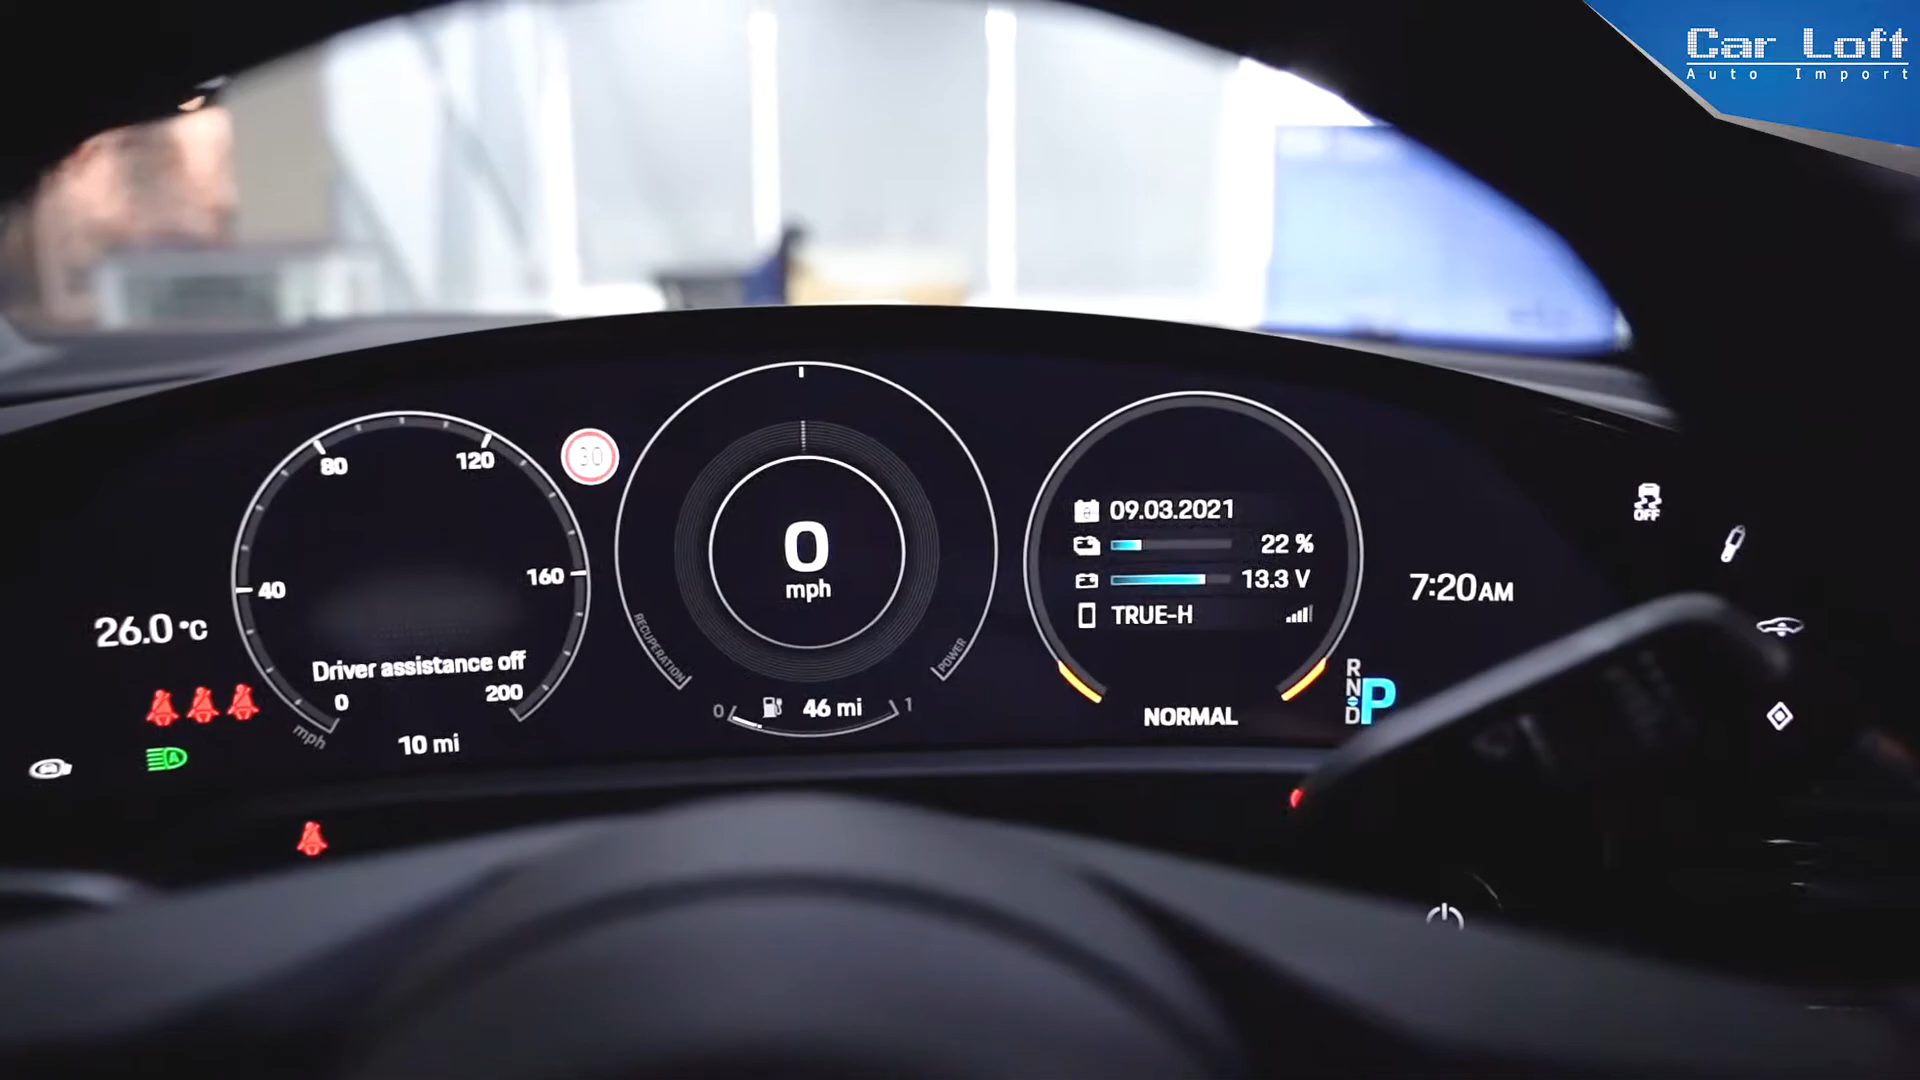 Car Loft
Auto Import
80
120
40
160
0
200
mph
Driver assistance off
10 mi
26.0 °C
A
30
0
mph
RECUPERATION
POWER
0
46 mi
1
09.03.2021
22 %
13.3 V
TRUE-H
NORMAL
7:20AM
R
N
D
P
OFF